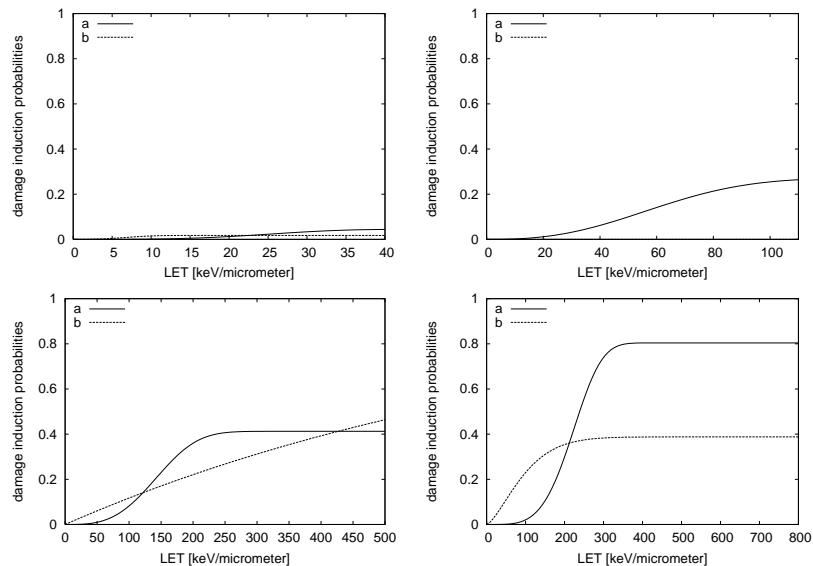 damage induction probabilities
1
0.8
0.6
0.4
0.2
0
a
b
0 5 10 15 20 25 30 35 40
LET [keV/micrometer]
damage induction probabilities
1
0.8
0.6
0.4
0.2
0
0 20 40 60 80 100
LET [keV/micrometer]
damage induction probabilities
1
0.8
0.6
0.4
0.2
0
a
b
0 50 100 150 200 250 300 350 400 450 500
LET [keV/micrometer]
damage induction probabilities
1
0.8
0.6
0.4
0.2
0
a
b
0 100 200 300 400 500 600 700 800
LET [keV/micrometer]